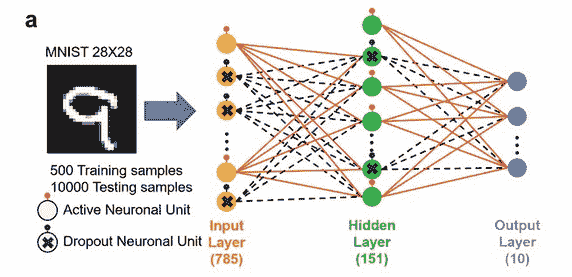 a
MNIST 28X28
500 Training samples
10000 Testing samples
Active Neuronal Unit
Dropout Neuronal Unit
Input
Layer
(785)
Hidden
Layer
(151)
Output
Layer
(10)